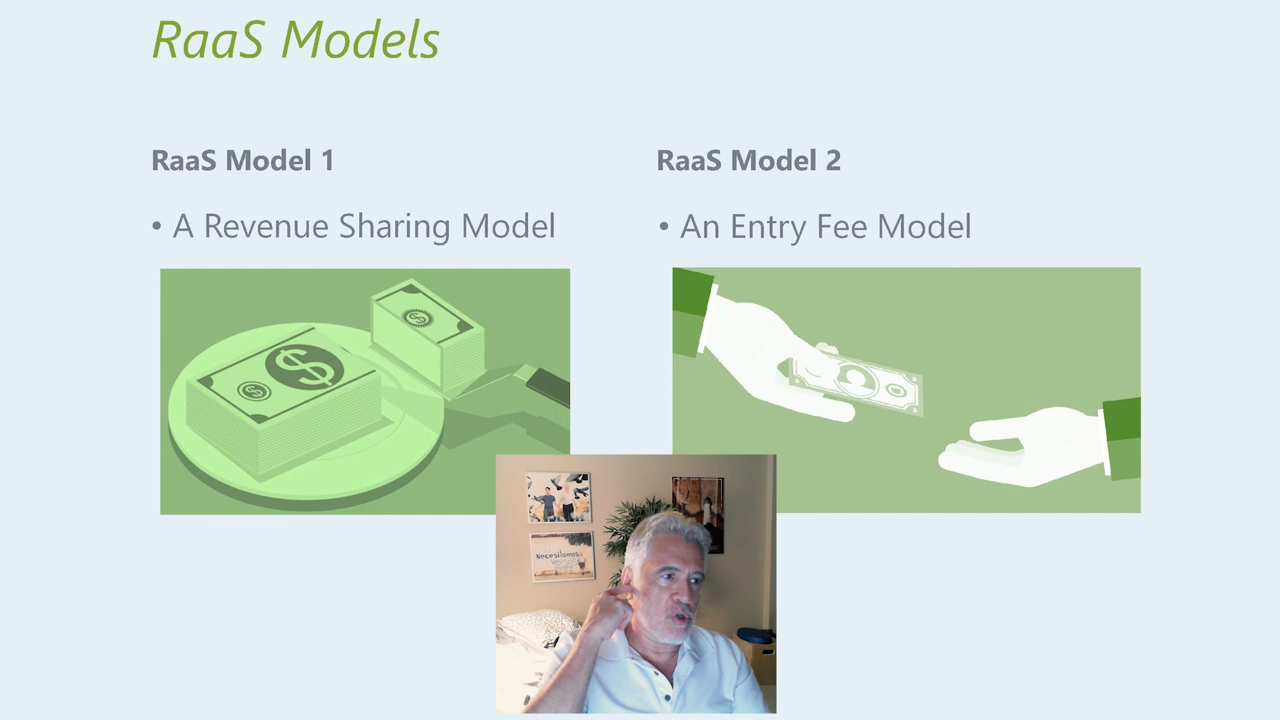 RaaS Models
RaaS Model 1
• A Revenue Sharing Model
RaaS Model 2
• An Entry Fee Model
Necesitamos